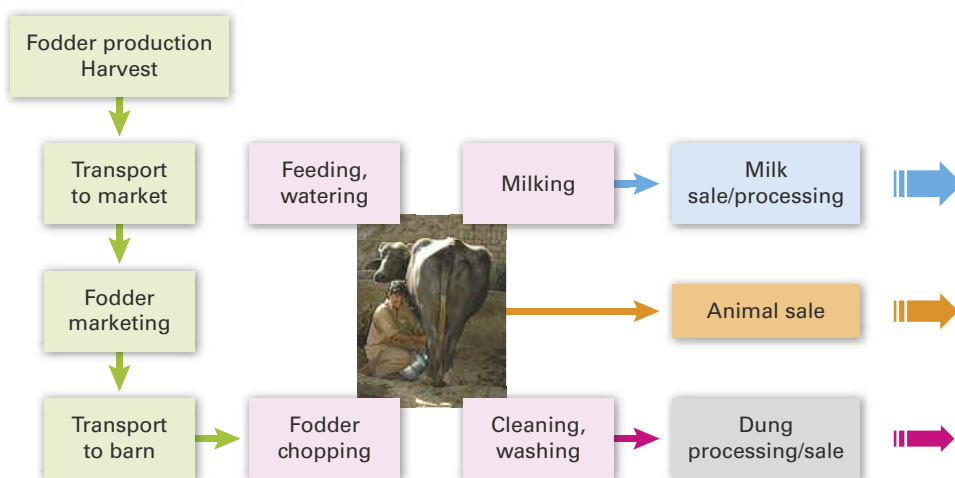 Fodder production
Harvest
Transport
to market
Feeding,
watering
Milking
Milk
sale/processing
Fodder
marketing
Animal sale
Transport
to barn
Fodder
chopping
Cleaning,
washing
Dung
processing/sale